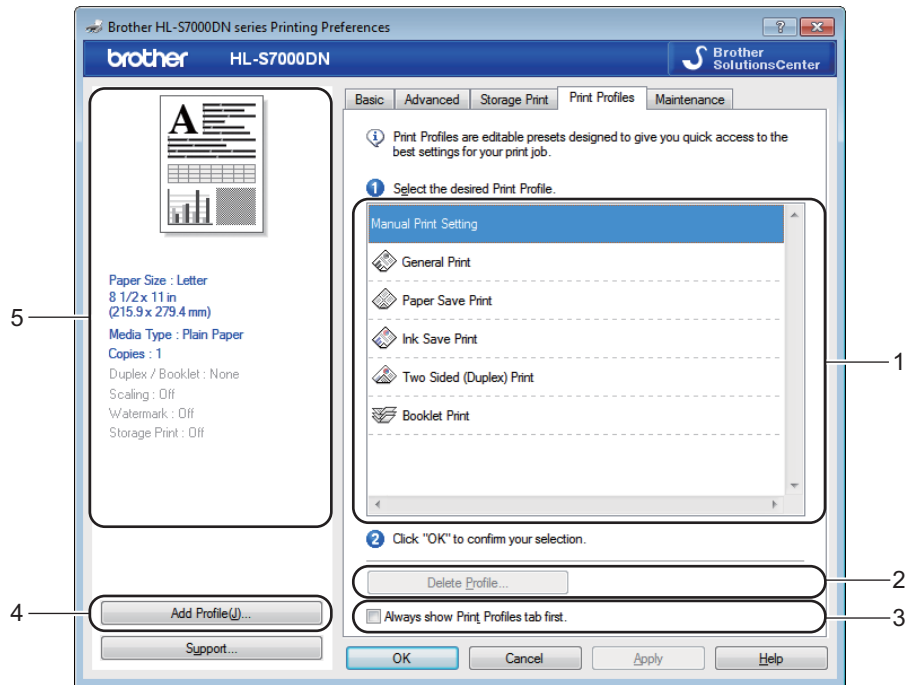 Brother HL-S7000DN series Printing Preferences
brother HL-S7000DN
Brother
SolutionsCenter
Basic Advanced Storage Print Print Profiles Maintenance
Print Profiles are editable presets designed to give you quick access to the
best settings for your print job.
1 Select the desired Print Profile.
Manual Print Setting
General Print
Paper Save Print
Ink Save Print
Two Sided (Duplex) Print
Booklet Print
2 Click "OK" to confirm your selection.
Delete Profile...
Always show Print Profiles tab first.
A
Paper Size : Letter
8 1/2 x 11 in
(215.9 x 279.4 mm)
Media Type : Plain Paper
Copies : 1
Duplex / Booklet : None
Scaling : Off
Watermark : Off
Storage Print : Off
Add Profile(J)...
Support...
OK Cancel Apply Help
1
2
3
4
5